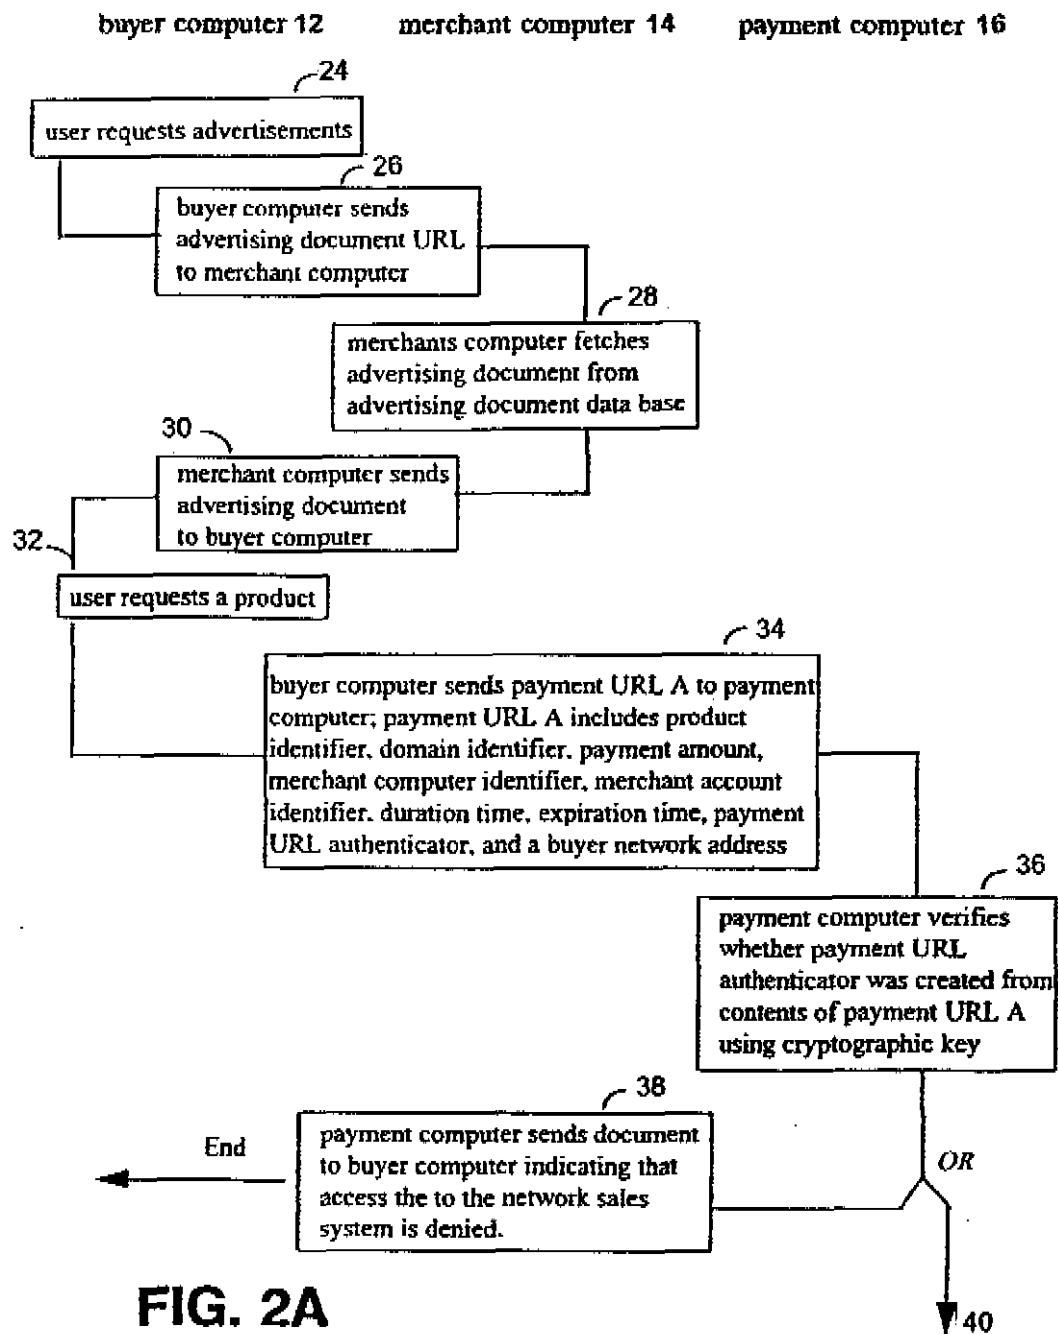 buyer computer 12 merchant computer 14 payment computer 16
24
user requests advertisements
26
buyer computer sends
advertising document URL
to merchant computer
28
merchants computer fetches
advertising document from
advertising document data base
30
merchant computer sends
advertising document
to buyer computer
32
user requests a product
34
buyer computer sends payment URL A to payment
computer; payment URL A includes product
identifier, domain identifier, payment amount,
merchant computer identifier, merchant account
identifier, duration time, expiration time, payment
URL authenticator, and a buyer network address
36
payment computer verifies
whether payment URL
authenticator was created from
contents of payment URL A
using cryptographic key
38
payment computer sends document
to buyer computer indicating that
access the to the network sales
system is denied.
End
OR
FIG. 2A
40